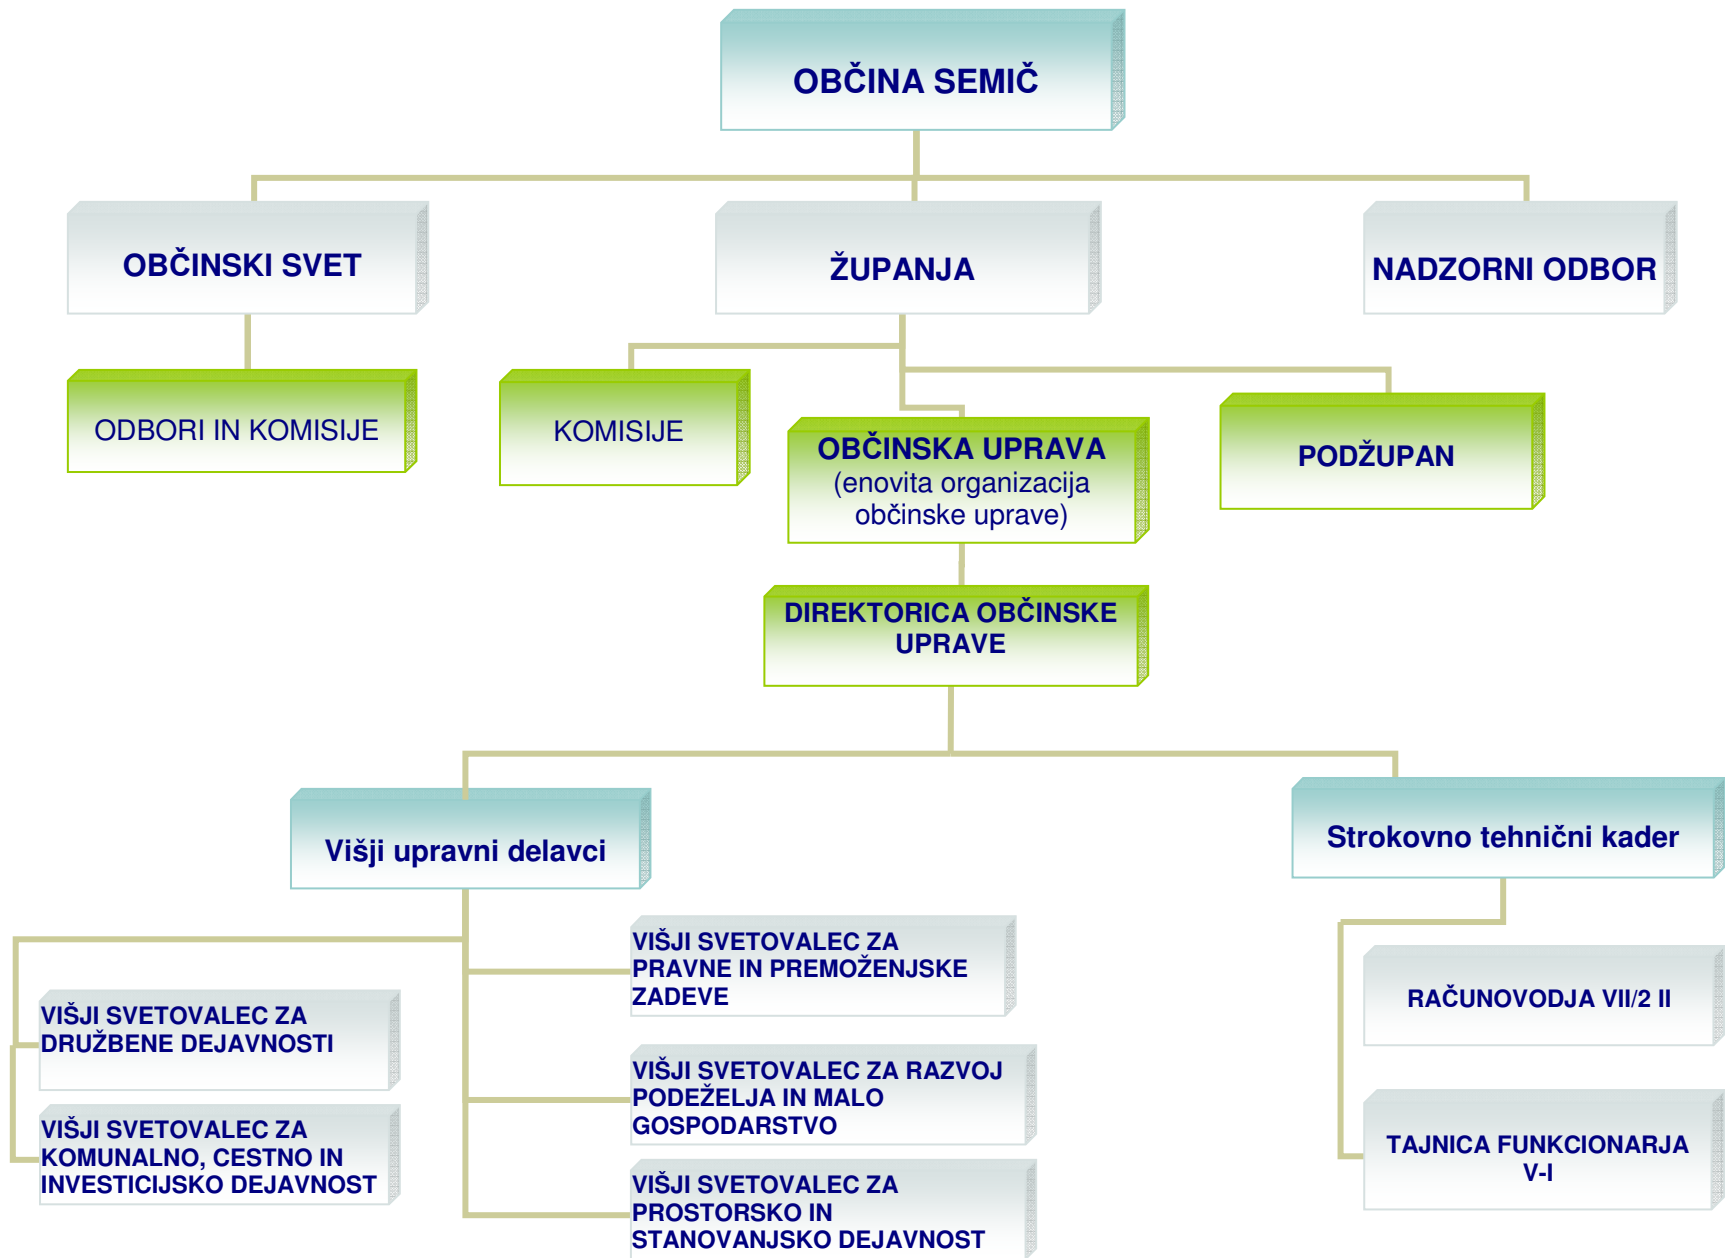 OBČINA SEMIČ
OBČINSKI SVET
ŽUPANJA
NADZORNI ODBOR
ODBORI IN KOMISIJE
KOMISIJE
OBČINSKA UPRAVA
(enovita organizacija
občinske uprave)
PODŽUPAN
DIREKTORICA OBČINSKE
UPRAVE
Višji upravni delavci
Strokovno tehnični kader
VIŠJI SVETOVALEC ZA
DRUŽBENE DEJAVNOSTI
VIŠJI SVETOVALEC ZA
KOMUNALNO, CESTNO IN
INVESTICIJSKO DEJAVNOST
VIŠJI SVETOVALEC ZA
PRAVNE IN PREMOŽENJSKE
ZADEVE
VIŠJI SVETOVALEC ZA RAZVOJ
PODEŽELJA IN MALO
GOSPODARSTVO
VIŠJI SVETOVALEC ZA
PROSTORSKO IN
STANOVANJSKO DEJAVNOST
RAČUNOVODJA VII/2 II
TAJNICA FUNKCIONARJA
V-I